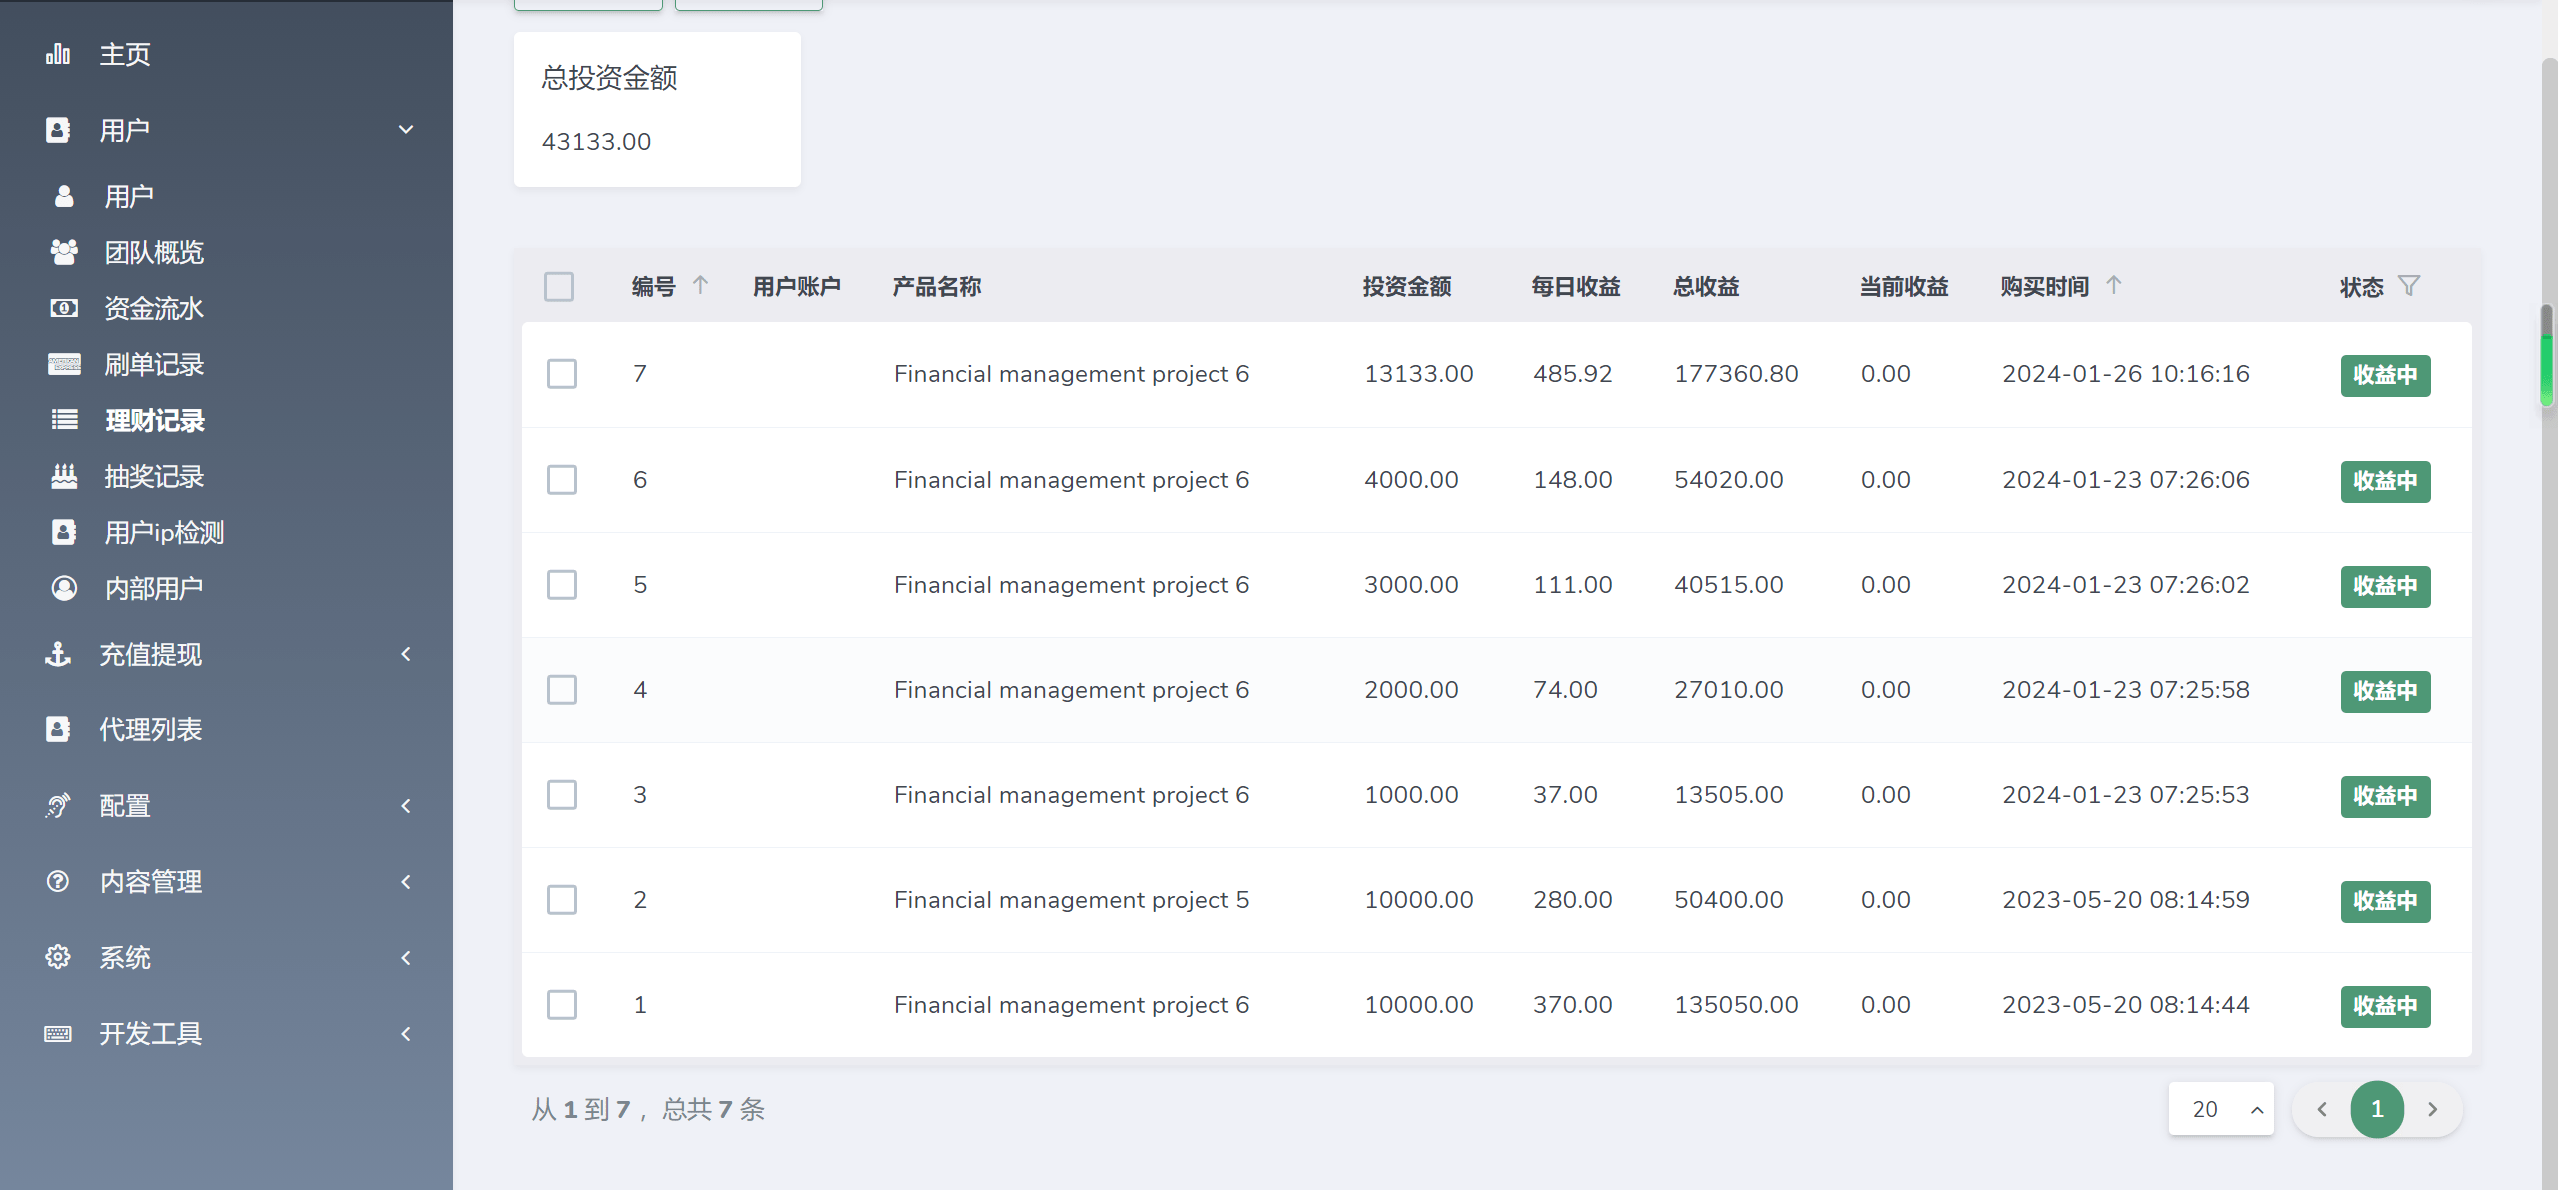 主页
用户
用户
团队概览
资金流水
刷单记录
理财记录
抽奖记录
用户ip检测
内部用户
充值提现
代理列表
配置
内容管理
系统
开发工具
总投资金额
43133.00
编号 用户账户 产品名称 投资金额 每日收益 总收益 当前收益 购买时间 状态
7 Financial management project 6 13133.00 485.92 177360.80 0.00 2024-01-26 10:16:16 收益中
6 Financial management project 6 4000.00 148.00 54020.00 0.00 2024-01-23 07:26:06 收益中
5 Financial management project 6 3000.00 111.00 40515.00 0.00 2024-01-23 07:26:02 收益中
4 Financial management project 6 2000.00 74.00 27010.00 0.00 2024-01-23 07:25:58 收益中
3 Financial management project 6 1000.00 37.00 13505.00 0.00 2024-01-23 07:25:53 收益中
2 Financial management project 5 10000.00 280.00 50400.00 0.00 2023-05-20 08:14:59 收益中
1 Financial management project 6 10000.00 370.00 135050.00 0.00 2023-05-20 08:14:44 收益中
从 1 到 7 ，总共 7 条
20
1